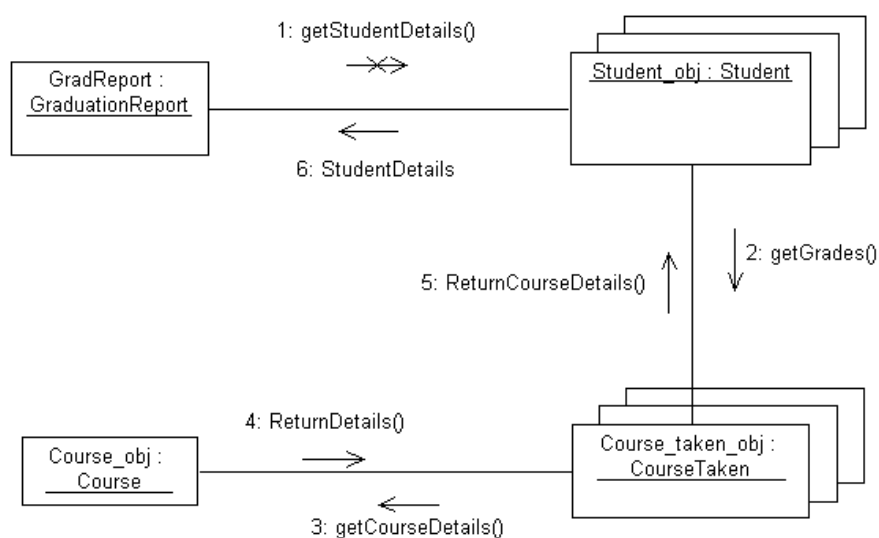 1: getStudentDetails()
GradReport :
GraduationReport
Student_obj : Student
6: StudentDetails
2: getGrades()
5: ReturnCourseDetails()
4: ReturnDetails()
Course_obj :
Course
Course_taken_obj :
CourseTaken
3: getCourseDetails()